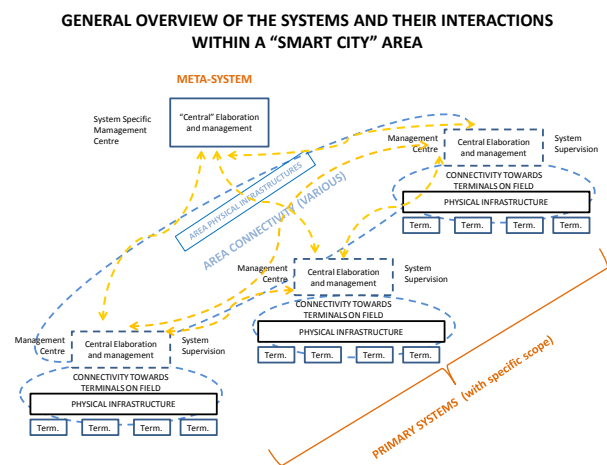 GENERAL OVERVIEW OF THE SYSTEMS AND THEIR INTERACTIONS
WITHIN A “SMART CITY” AREA
META-SYSTEM
System Specific
Mamagement
Centre
“Central” Elaboration
and management
Management
Centre
Central Elaboration
and management
System
Supervision
CONNECTIVITY TOWARDS
TERMINALS ON FIELD
PHYSICAL INFRASTRUCTURE
Term.
Term.
Term.
Term.
AREA PHYSICAL INFRASTRUCTURES
AREA CONNECTIVITY (VARIOUS)
Management
Centre
Central Elaboration
and management
System
Supervision
CONNECTIVITY TOWARDS
TERMINALS ON FIELD
PHYSICAL INFRASTRUCTURE
Term.
Term.
Term.
Term.
Management
Centre
Central Elaboration
and management
System
Supervision
CONNECTIVITY TOWARDS
TERMINALS ON FIELD
PHYSICAL INFRASTRUCTURE
Term.
Term.
Term.
Term.
PRIMARY SYSTEMS (with specific scope)